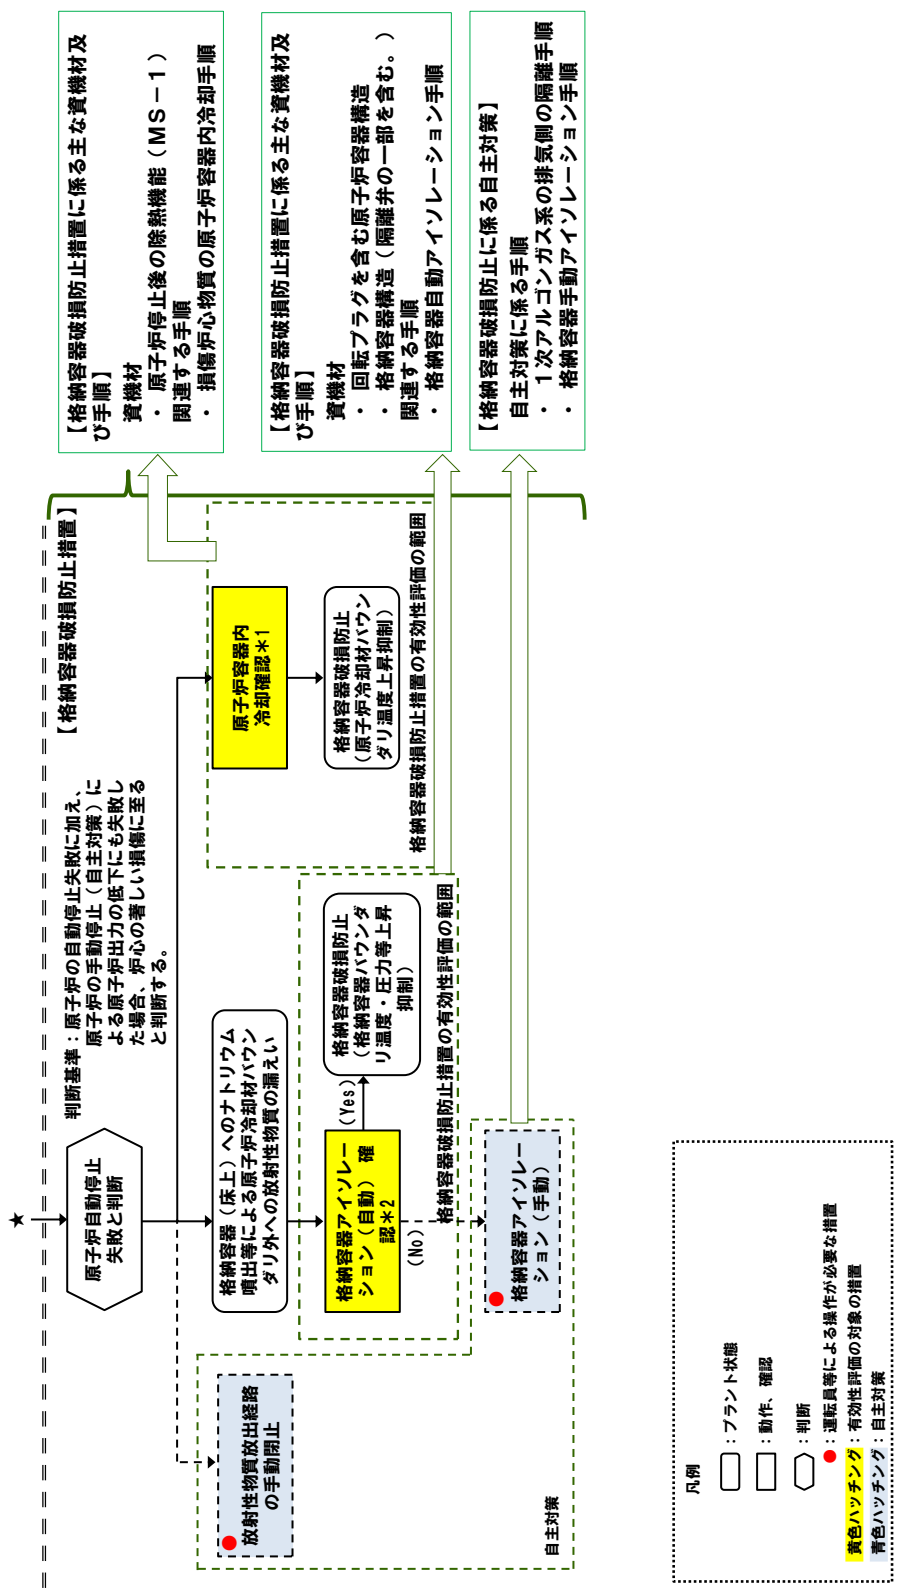 ★
【格納容器破損防止措置】
原子炉自動停止
失敗と判断
判断基準：原子炉の自動停止失敗に加え、
原子炉の手動停止（自主対策）に
よる原子炉出力の低下にも失敗し
た場合、炉心の著しい損傷に至る
と判断する。
放射性物質放出経路
の手動閉止
格納容器（床上）へのナトリウム
噴出等による原子炉冷却材バウン
ダリ外への放射性物質の漏えい
原子炉容器内
冷却確認＊1
格納容器アイソレー
ション（自動）確
認＊2
（Yes）
（No）
格納容器破損防止
（格納容器バウンダ
リ温度・圧力等上昇
抑制）
格納容器破損防止
（原子炉冷却材バウン
ダリ温度上昇抑制）
格納容器破損防止措置の有効性評価の範囲
格納容器破損防止措置の有効性評価の範囲
格納容器アイソレー
ション（手動）
自主対策
【格納容器破損防止措置に係る主な資機材及
び手順】
資機材
・ 原子炉停止後の除熱機能（ＭＳ－１）
関連する手順
・ 損傷炉心物質の原子炉容器内冷却手順
【格納容器破損防止措置に係る主な資機材及
び手順】
資機材
・ 回転プラグを含む原子炉容器構造
・ 格納容器構造（隔離弁の一部を含む。）
関連する手順
・ 格納容器自動アイソレーション手順
【格納容器破損防止に係る自主対策】
自主対策に係る手順
・ １次アルゴンガス系の排気側の隔離手順
・ 格納容器手動アイソレーション手順
凡例
：プラント状態
：動作、確認
：判断
：運転員等による操作が必要な措置
黄色ハッチング：有効性評価の対象の措置
青色ハッチング：自主対策